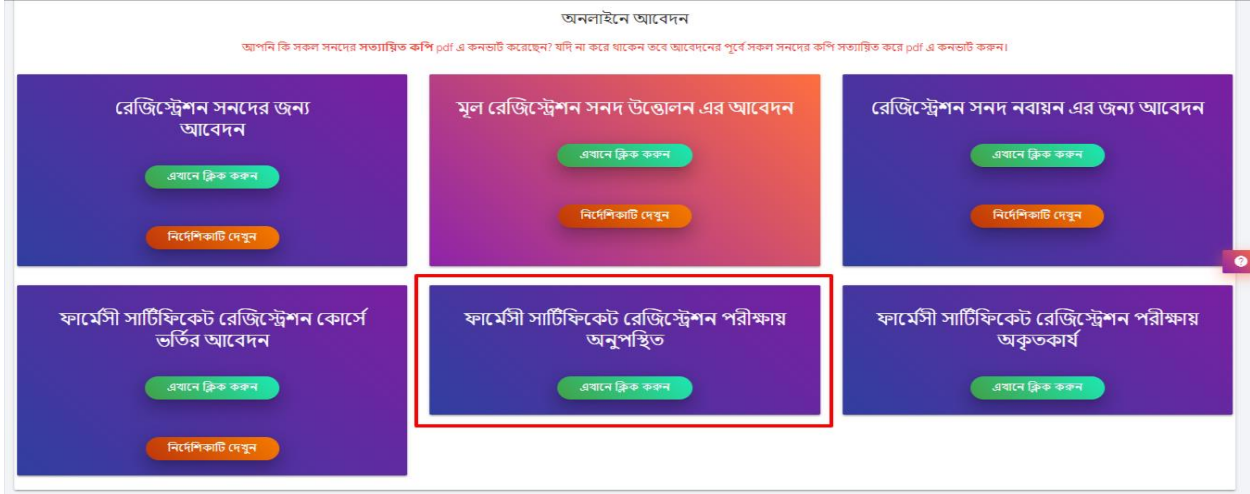 অনলাইনে আবেদন
আপনি কি সকল সনদের সত্যায়িত কপি pdf এ কনভার্ট করেছেন? যদি না করে থাকেন তবে আবেদনের পূর্বে সকল সনদের কপি সত্যায়িত করে pdf এ কনভার্ট করুন।
রেজিস্ট্রেশন সনদের জন্য
আবেদন
এখানে ক্লিক করুন
নির্দেশিকাটি দেখুন
মূল রেজিস্ট্রেশন সনদ উত্তোলন এর আবেদন
এখানে ক্লিক করুন
নির্দেশিকাটি দেখুন
রেজিস্ট্রেশন সনদ নবায়ন এর জন্য আবেদন
এখানে ক্লিক করুন
নির্দেশিকাটি দেখুন
ফার্মেসী সার্টিফিকেট রেজিস্ট্রেশন কোর্সে
ভর্তির আবেদন
এখানে ক্লিক করুন
নির্দেশিকাটি দেখুন
ফার্মেসী সার্টিফিকেট রেজিস্ট্রেশন পরীক্ষায়
অনুপস্থিত
এখানে ক্লিক করুন
ফার্মেসী সার্টিফিকেট রেজিস্ট্রেশন পরীক্ষায়
অকৃতকার্য
এখানে ক্লিক করুন